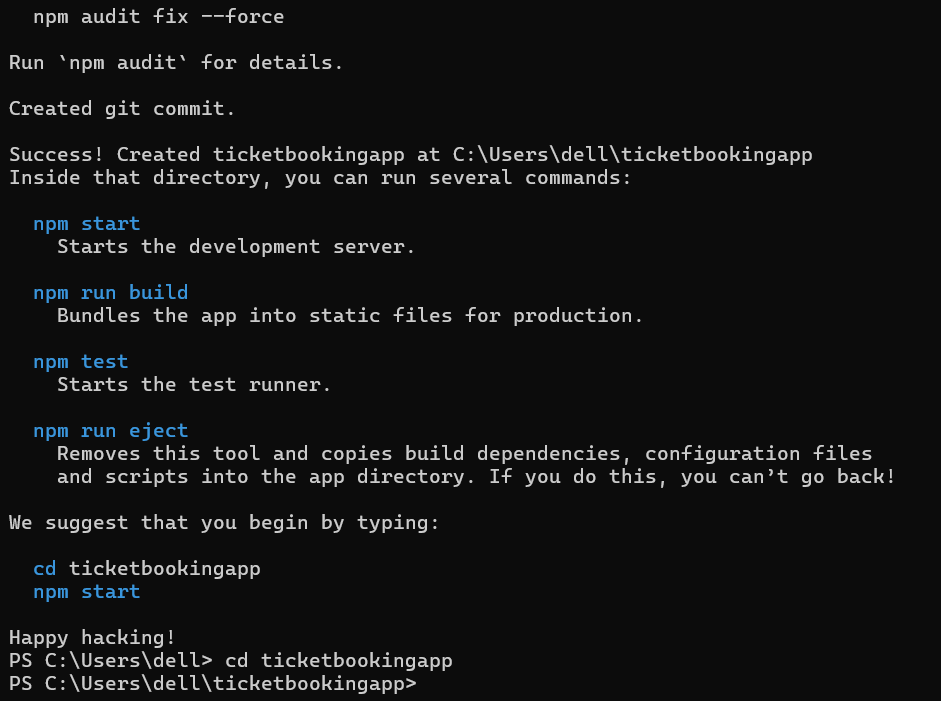 npm audit fix --force
Run `npm audit` for details.
Created git commit.
Success! Created ticketbookingapp at C:\Users\dell\ticketbookingapp
Inside that directory, you can run several commands:
npm start
Starts the development server.
npm run build
Bundles the app into static files for production.
npm test
Starts the test runner.
npm run eject
Removes this tool and copies build dependencies, configuration files
and scripts into the app directory. If you do this, you can’t go back!
We suggest that you begin by typing:
cd ticketbookingapp
npm start
Happy hacking!
PS C:\Users\dell> cd ticketbookingapp
PS C:\Users\dell\ticketbookingapp>